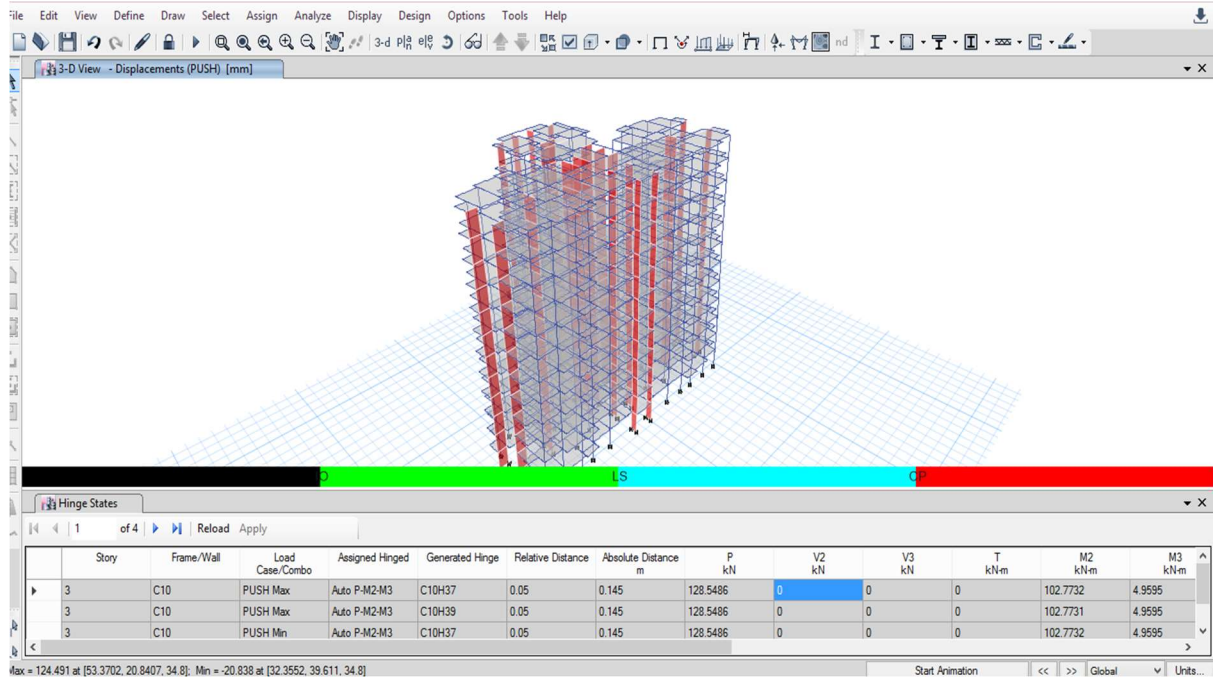 File Edit View Define Draw Select Assign Analyze Display Design Options Tools Help
3-d nd
3-D View - Displacements (PUSH) [mm]
LS CP
Hinge States
1 of 4 Reload Apply
Story Frame/Wall Load Case/Combo Assigned Hinged Generated Hinge Relative Distance Absolute Distance m P kN V2 kN V3 kN T kN-m M2 kN-m M3 kN-m
3 C10 PUSH Max Auto P-M2-M3 C10H37 0.05 0.145 128.5486 0 0 0 102.7732 4.9595
3 C10 PUSH Max Auto P-M2-M3 C10H39 0.05 0.145 128.5486 0 0 0 102.7731 4.9595
3 C10 PUSH Min Auto P-M2-M3 C10H37 0.05 0.145 128.5486 0 0 0 102.7732 4.9595
Max = 124.491 at [53.3702, 20.8407, 34.8]; Min = -20.838 at [32.3552, 39.611, 34.8] Start Animation << >> Global Units...